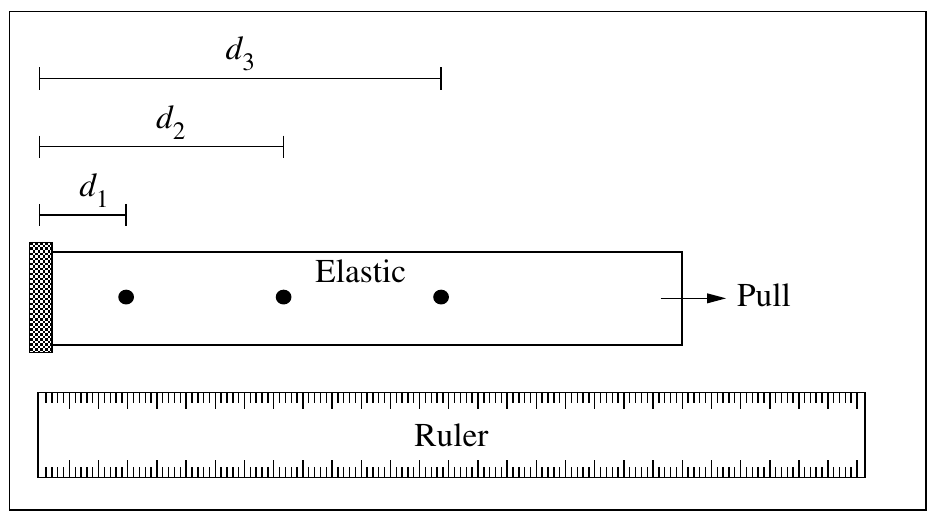 d3
d2
d1
Elastic
Pull
Ruler